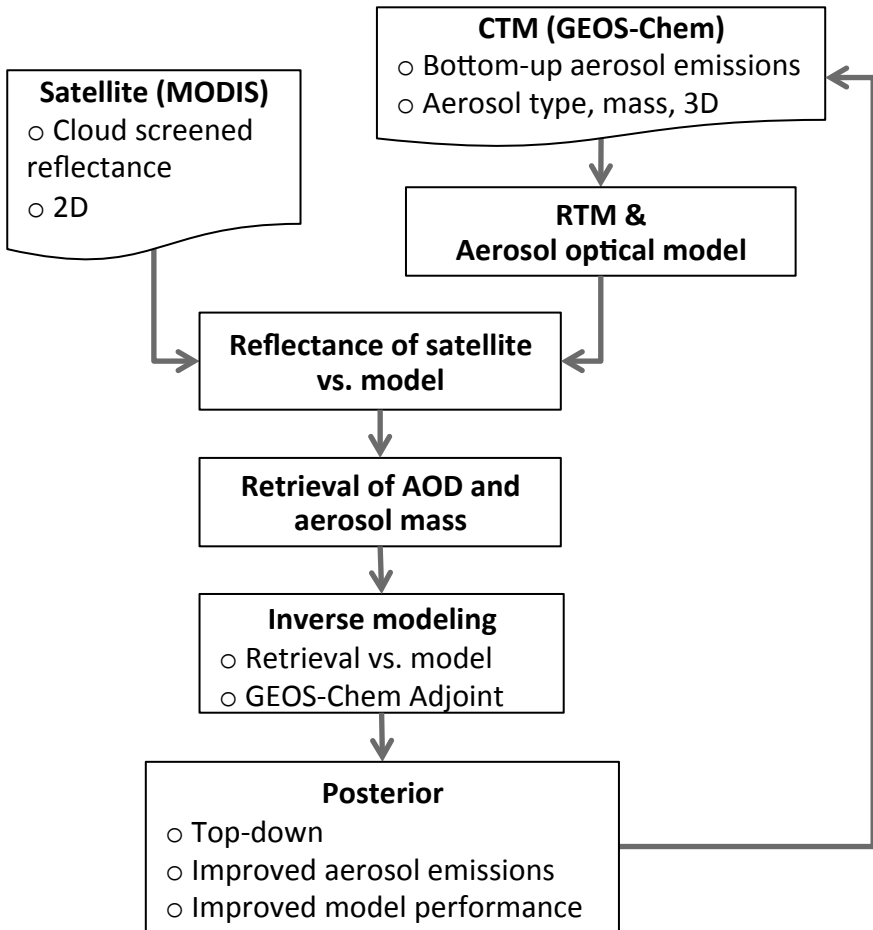 CTM (GEOS-Chem)
○ Bottom-up aerosol emissions
○ Aerosol type, mass, 3D
Satellite (MODIS)
○ Cloud screened
reflectance
○ 2D
RTM &
Aerosol optical model
Reflectance of satellite
vs. model
Retrieval of AOD and
aerosol mass
Inverse modeling
○ Retrieval vs. model
○ GEOS-Chem Adjoint
Posterior
○ Top-down
○ Improved aerosol emissions
○ Improved model performance